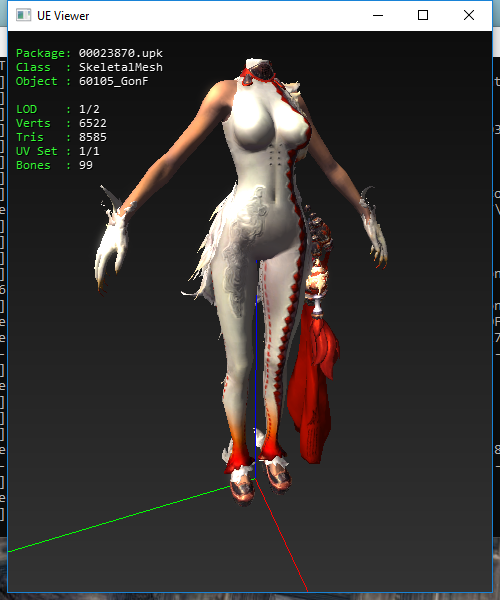 UE Viewer
Package: 00023870.upk
Class : SkeletalMesh
Object : 60105_GonF
LOD : 1/2
Verts : 6522
Tris : 8585
UV Set : 1/1
Bones : 99